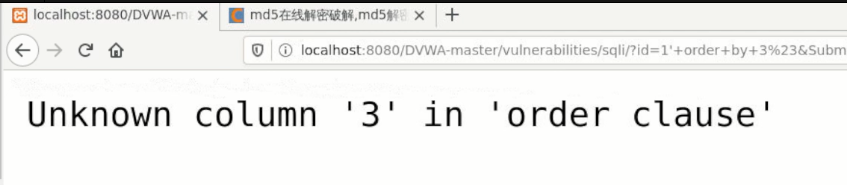 localhost:8080/DVWA-m
md5在线解密破解,md5解
localhost:8080/DVWA-master/vulnerabilities/sqli/?id=1'+order+by+3%23&Subm
Unknown column '3' in 'order clause'